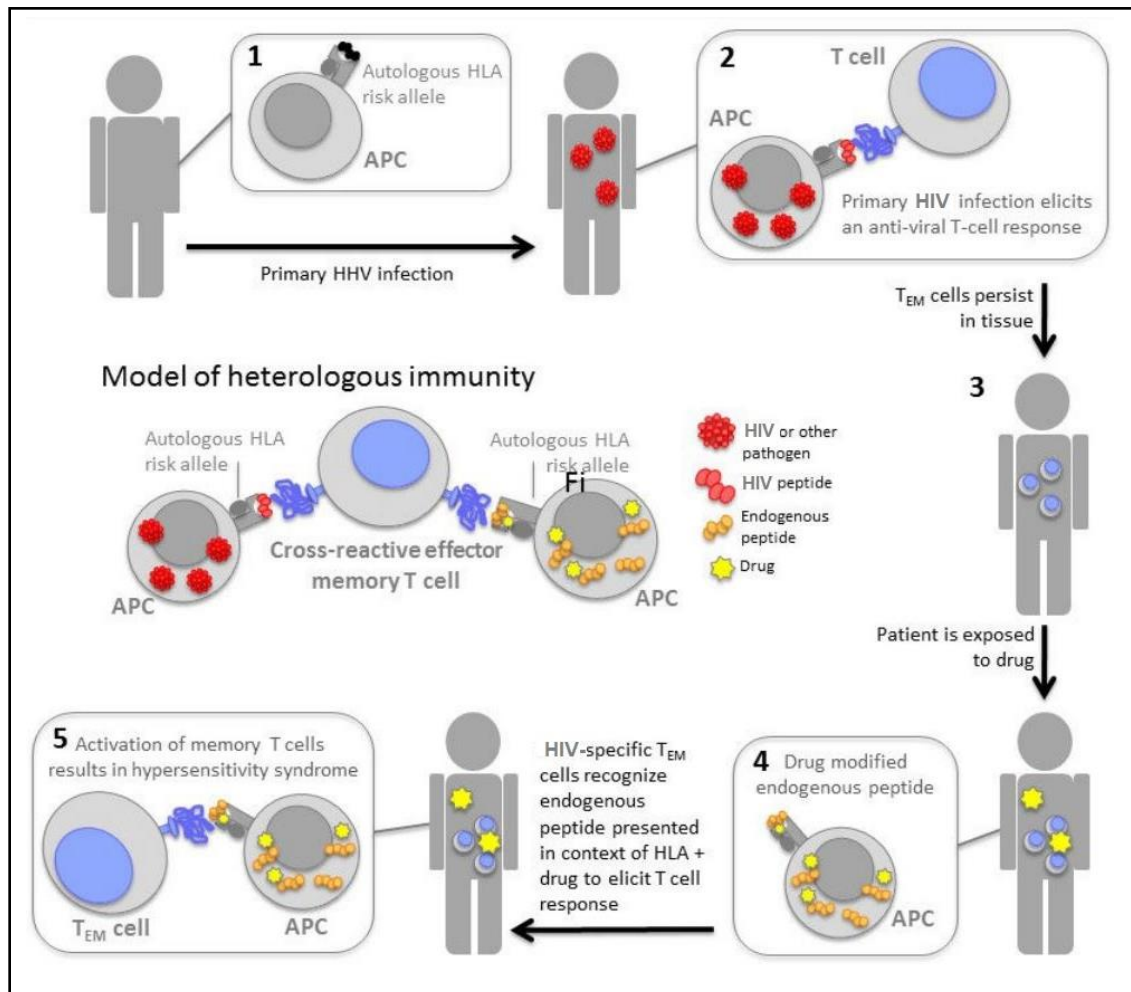 1
Autologous HLA
risk allele
APC
Primary HHV infection
2
T cell
APC
Primary HIV infection elicits
an anti-viral T-cell response
T_EM cells persist
in tissue
3
Model of heterologous immunity
Autologous HLA
risk allele
Autologous HLA
risk allele
Fi
Cross-reactive effector
memory T cell
APC
APC
HIV or other
pathogen
HIV peptide
Endogenous
peptide
Drug
Patient is exposed
to drug
4 Drug modified
endogenous peptide
APC
HIV-specific T_EM
cells recognize
endogenous
peptide presented
in context of HLA +
drug to elicit T cell
response
5 Activation of memory T cells
results in hypersensitivity syndrome
T_EM cell
APC